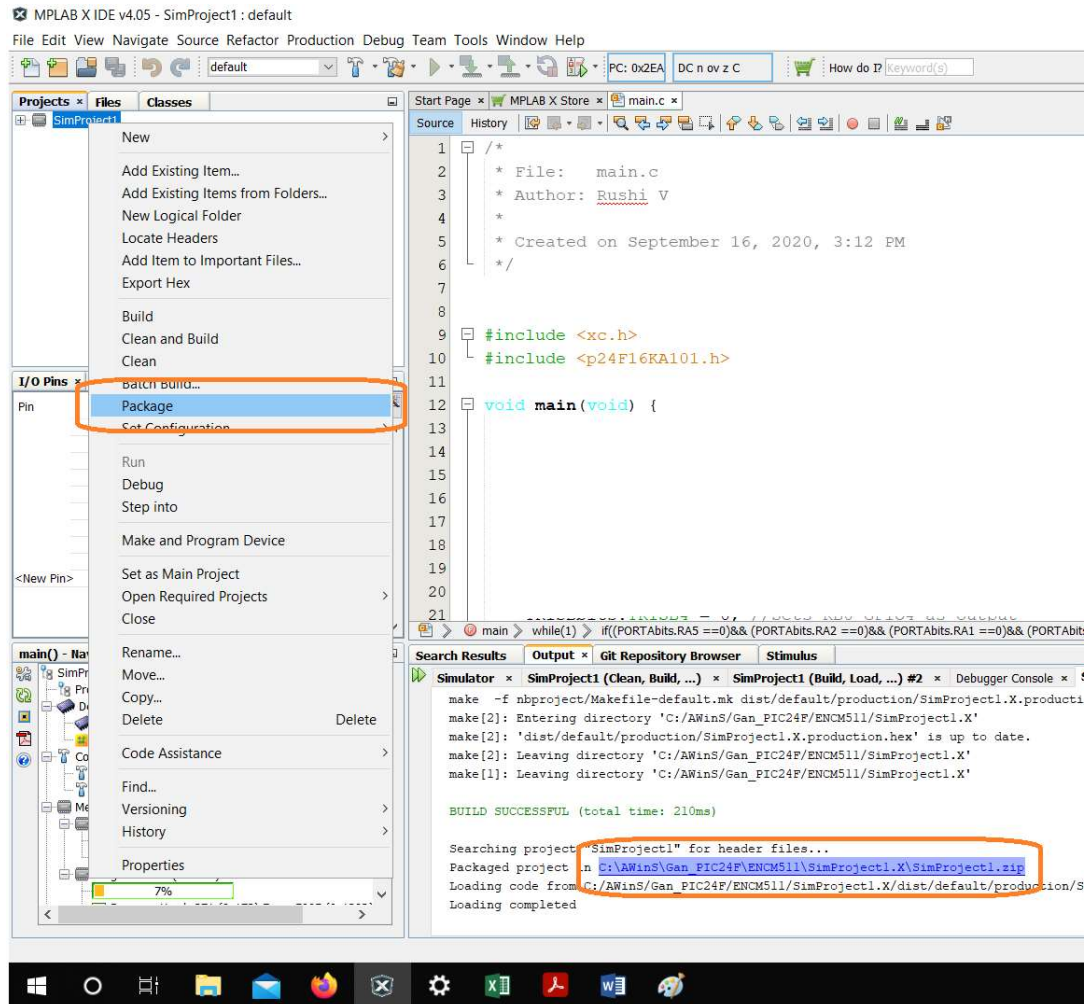 MPLAB X IDE v4.05 - SimProject1 : default
File Edit View Navigate Source Refactor Production Debug Team Tools Window Help
default
PC: 0x2EA
DC n ov z C
How do I?
Keyword(s)
Projects × Files Classes
SimProject1
New
Add Existing Item...
Add Existing Items from Folders...
New Logical Folder
Locate Headers
Add Item to Important Files...
Export Hex
Build
Clean and Build
Clean
Batch Build...
Package
Set Configuration
Run
Debug
Step into
Make and Program Device
Set as Main Project
Open Required Projects
Close
Rename...
Move...
Copy...
Delete Delete
Code Assistance
Find...
Versioning
History
Properties
I/O Pins ×
Pin
<New Pin>
main() - Na
SimPr
Pr
D
Co
Me
7%
Start Page × MPLAB X Store × main.c ×
Source History
1 /*
2 * File: main.c
3 * Author: Rushi V
4 *
5 * Created on September 16, 2020, 3:12 PM
6 */
7
8
9 #include <xc.h>
10 #include <p24F16KA101.h>
11
12 void main(void) {
13
14
15
16
17
18
19
20
21
main while(1) if((PORTAbits.RA5 ==0)&& (PORTAbits.RA2 ==0)&& (PORTAbits.RA1 ==0)&& (PORTAbits
Search Results Output × Git Repository Browser Stimulus
Simulator × SimProject1 (Clean, Build, ...) × SimProject1 (Build, Load, ...) #2 × Debugger Console × S
make -f nbproject/Makefile-default.mk dist/default/production/SimProject1.X.producti
make[2]: Entering directory 'C:/AWinS/Gan_PIC24F/ENCM511/SimProject1.X'
make[2]: 'dist/default/production/SimProject1.X.production.hex' is up to date.
make[2]: Leaving directory 'C:/AWinS/Gan_PIC24F/ENCM511/SimProject1.X'
make[1]: Leaving directory 'C:/AWinS/Gan_PIC24F/ENCM511/SimProject1.X'
BUILD SUCCESSFUL (total time: 210ms)
Searching project "SimProject1" for header files...
Packaged project in C:\AWinS\Gan_PIC24F\ENCM511\SimProject1.X\SimProject1.zip
Loading code from C:/AWinS/Gan_PIC24F/ENCM511/SimProject1.X/dist/default/production/S
Loading completed